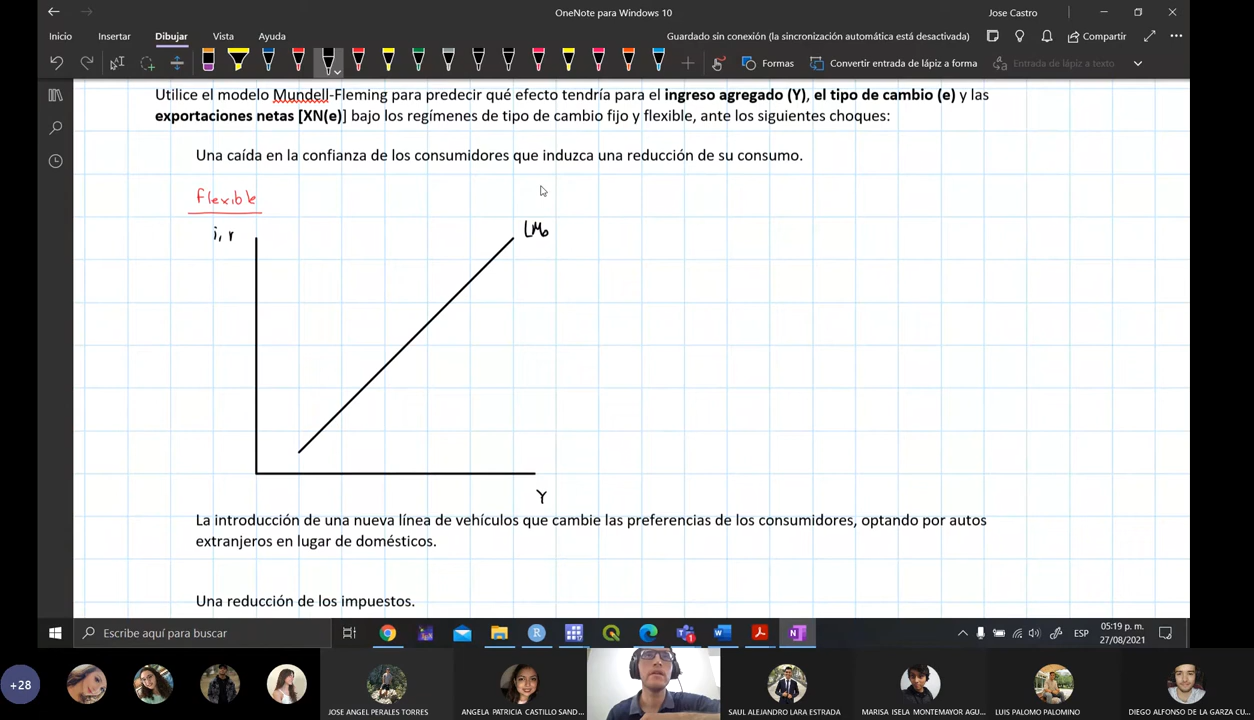 OneNote para Windows 10
Jose Castro
Inicio Insertar Dibujar Vista Ayuda
Guardado sin conexión (la sincronización automática está desactivada)
Compartir
Convertir entrada de lápiz a forma
Formas
Entrada de lápiz a texto
Utilice el modelo Mundell-Fleming para predecir qué efecto tendría para el ingreso agregado (Y), el tipo de cambio (e) y las
exportaciones netas [XN(e)] bajo los regímenes de tipo de cambio fijo y flexible, ante los siguientes choques:
Una caída en la confianza de los consumidores que induzca una reducción de su consumo.
Flexible
i, r
LM0
Y
La introducción de una nueva línea de vehículos que cambie las preferencias de los consumidores, optando por autos
extranjeros en lugar de domésticos.
Una reducción de los impuestos.
Escribe aquí para buscar
ESP
05:19 p. m.
27/08/2021
+28
JOSE ANGEL PERALES TORRES
ANGELA PATRICIA CASTILLO SAND...
SAUL ALEJANDRO LARA ESTRADA
MARISA ISELA MONTEMAYOR AGU...
LUIS PALOMO PALOMINO
DIEGO ALFONSO DE LA GARZA CU...